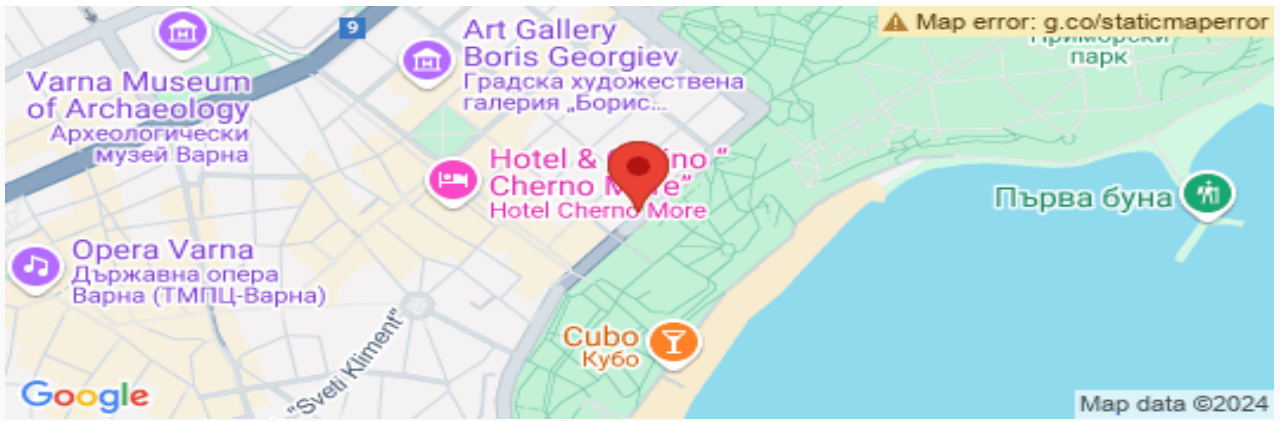 9
Map error: g.co/staticmaperror
Приморски
парк
Art Gallery
Boris Georgiev
Градска художествена
галерия „Борис...
Varna Museum
of Archaeology
Археологически
музей Варна
Hotel &
Cherno
Hotel Cherno More
Първа буна
Opera Varna
Държавна опера
Варна (ТМПЦ-Варна)
Cubo
Кубо
"Sveti Kliment"
Google
Map data ©2024